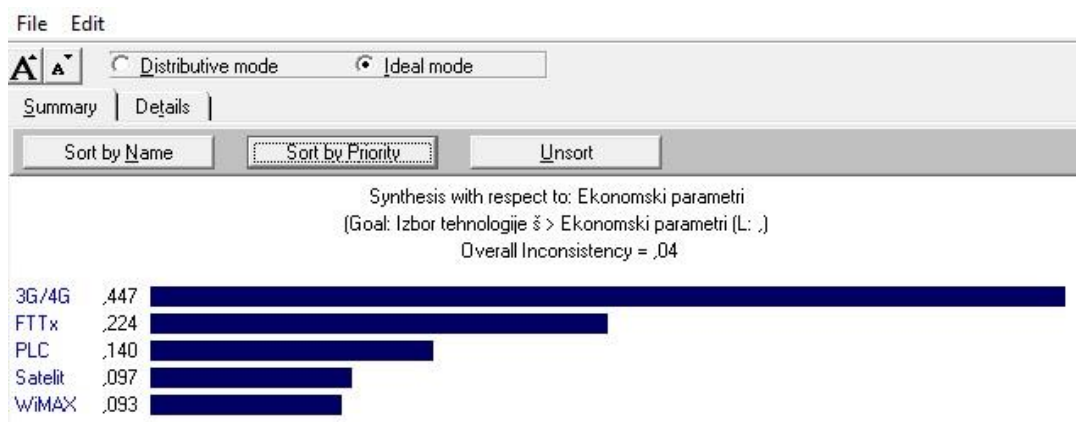 File Edit
A A Distributive mode Ideal mode
Summary Details
Sort by Name Sort by Priority Unsort
Synthesis with respect to: Ekonomski parametri
(Goal: Izbor tehnologije š > Ekonomski parametri (L: ,)
Overall Inconsistency = ,04
3G/4G ,447
FTTx ,224
PLC ,140
Satelit ,097
WiMAX ,093